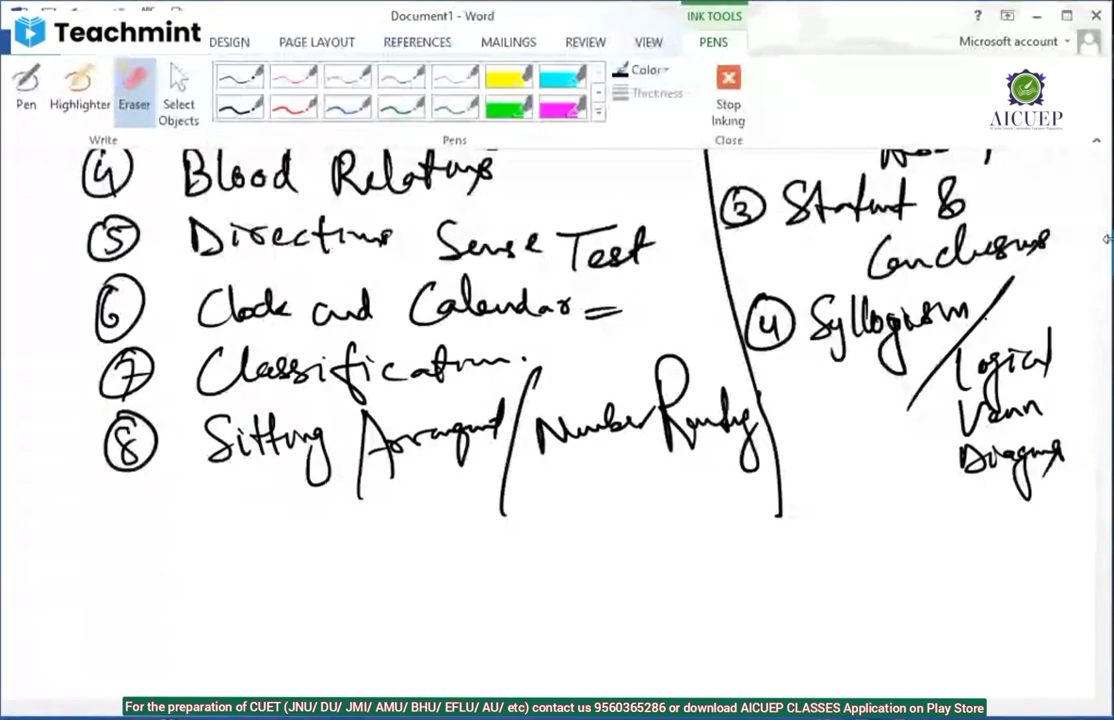 Document1 - Word
INK TOOLS
Teachmint
DESIGN
PAGE LAYOUT
REFERENCES
MAILINGS
REVIEW
VIEW
PENS
Microsoft account
Pen
Highlighter
Eraser
Select
Objects
Color
Thickness
Stop
Inking
Write
Pens
Close
AICUEP
④ Blood Relations
⑤ Directions Sense Test
⑥ Clock and Calendar =
⑦ Classification.
⑧ Sitting / Arrangement / Number
③ Statement &
Conclusions
④ Syllogism /
Logical
Venn
Diagrams
For the preparation of CUET (JNU/ DU/ JMI/ AMU/ BHU/ EFLU/ AU/ etc) contact us 9560365286 or download AICUEP CLASSES Application on Play Store